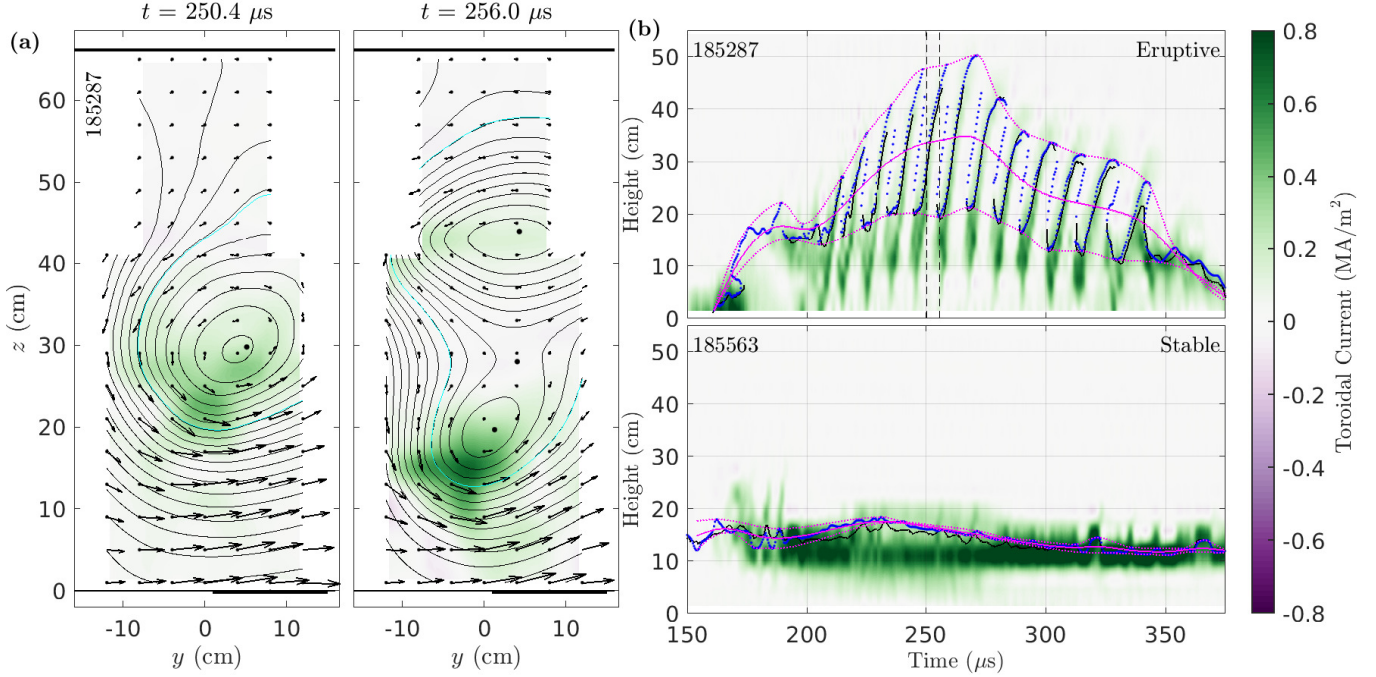 (a)
t = 250.4 μs
t = 256.0 μs
185287
60
50
40
30
20
10
0
z (cm)
-10 0 10
-10 0 10
y (cm)
y (cm)
(b)
185287
Eruptive
50
40
30
20
10
0
Height (cm)
185563
Stable
50
40
30
20
10
0
Height (cm)
150 200 250 300 350
Time (μs)
0.8
0.6
0.4
0.2
0
-0.2
-0.4
-0.6
-0.8
Toroidal Current (MA/m²)